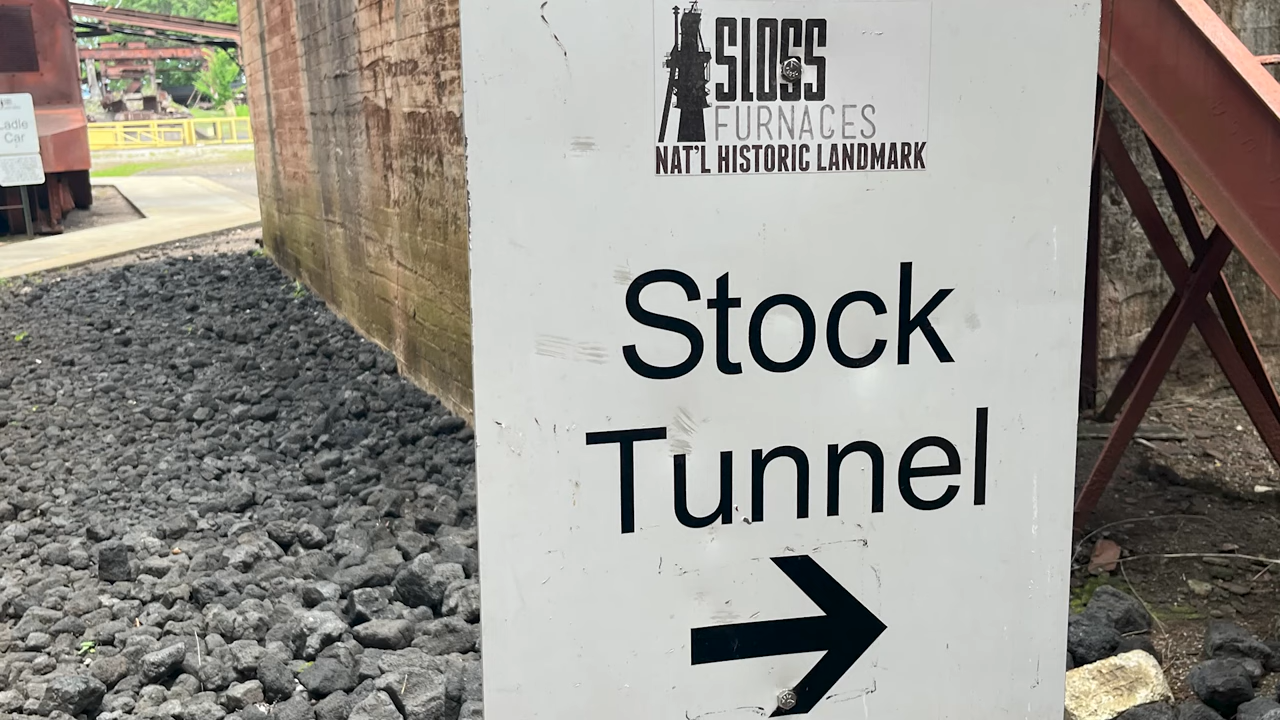 SLOSS
FURNACES
NAT'L HISTORIC LANDMARK
Stock
Tunnel
Ladle
Car